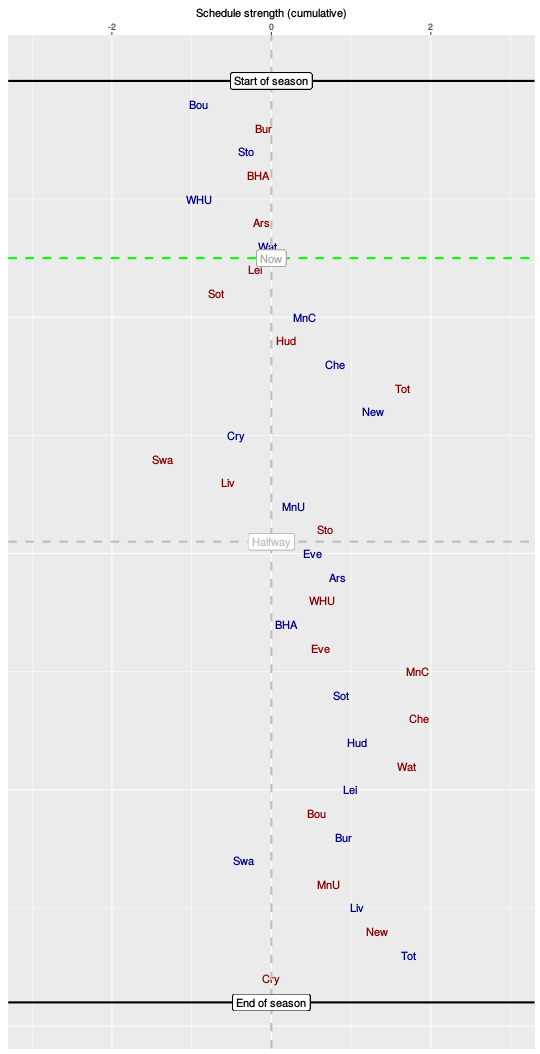 Schedule strength (cumulative)
-2 0 2
Start of season
Bou
Bur
Sto
BHA
WHU
Ars
Wat
Now
Lei
Sot
MnC
Hud
Che
Tot
New
Cry
Swa
Liv
MnU
Sto
Halfway
Eve
Ars
WHU
BHA
Eve
MnC
Sot
Che
Hud
Wat
Lei
Bou
Bur
Swa
MnU
Liv
New
Tot
Cry
End of season